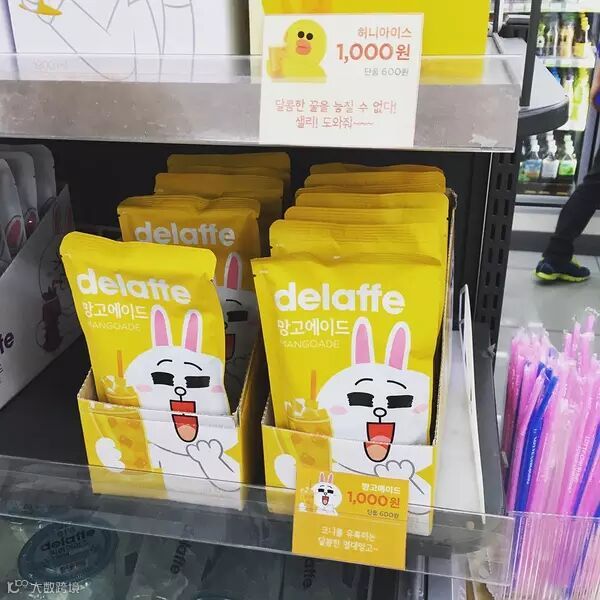 허니아이스
1,000원
단품 600원
달콤한 꿀을 놓칠 수 없다!
샐리! 도와줘~~~~
delaffe
delaffe
망고에이드
MANGOADE
delaffe
망고에이드
MANGOADE
망고에이드
1,000원
단품 600원
코니를 유혹하는
달콤한 열대망고~
delaffe
大数跨境